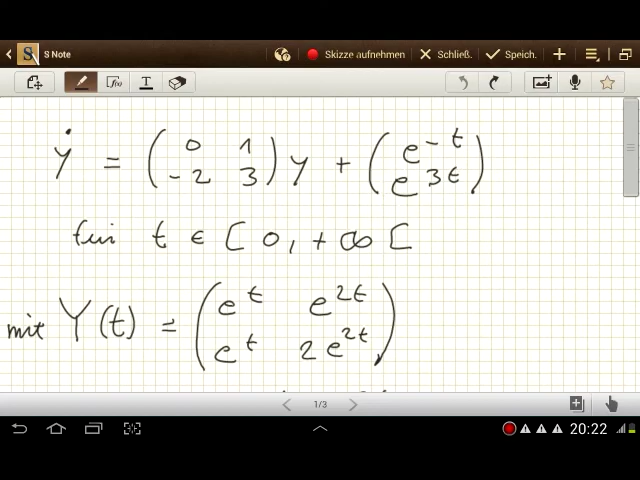 S Note
Skizze aufnehmen
Schließ.
Speich.
f(x)
T
ẏ = ( 0 1 ; -2 3 ) y + ( e^{-t} ; e^{3t} )
für t ∈ [ 0, +∞ [
mit Y(t) = ( e^t e^{2t} ; e^t 2e^{2t} )
1/3
20:22